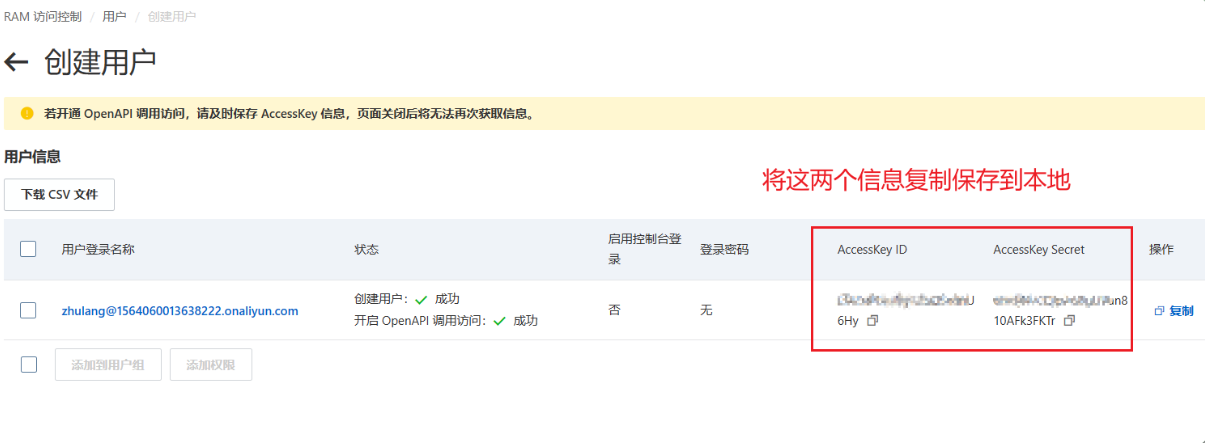 RAM 访问控制 / 用户 / 创建用户
← 创建用户
若开通 OpenAPI 调用访问，请及时保存 AccessKey 信息，页面关闭后将无法再次获取信息。
用户信息
将这两个信息复制保存到本地
下载 CSV 文件
用户登录名称 状态 启用控制台登 登录密码 AccessKey ID AccessKey Secret 操作
录
创建用户： 成功
zhulang@1564060013638222.onaliyun.com 否 无 复制
开启 OpenAPI 调用访问： 成功 6Hy 10AFk3FKTr
添加到用户组 添加权限